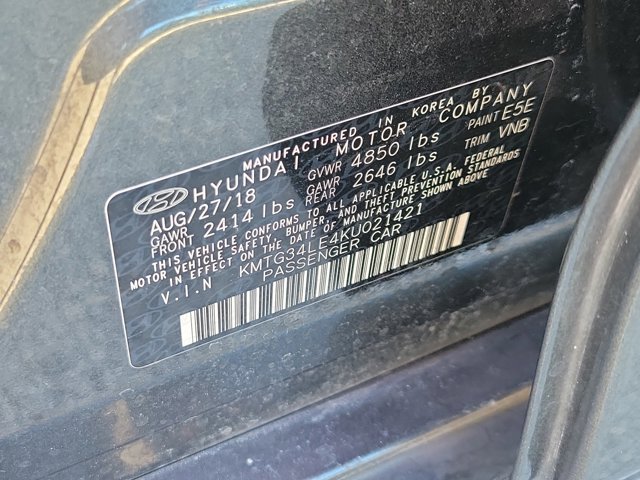 MANUFACTURED IN KOREA BY
HYUNDAI MOTOR COMPANY
AUG/27/18 GVWR 4850 lbs PAINT E5E
GAWR FRONT 2414 lbs GAWR REAR 2646 lbs TRIM VNB
THIS VEHICLE CONFORMS TO ALL APPLICABLE U.S.A. FEDERAL
MOTOR VEHICLE SAFETY, BUMPER, AND THEFT PREVENTION STANDARDS
IN EFFECT ON THE DATE OF MANUFACTURE SHOWN ABOVE
V.I.N KMTG34LE4KU021421
PASSENGER CAR